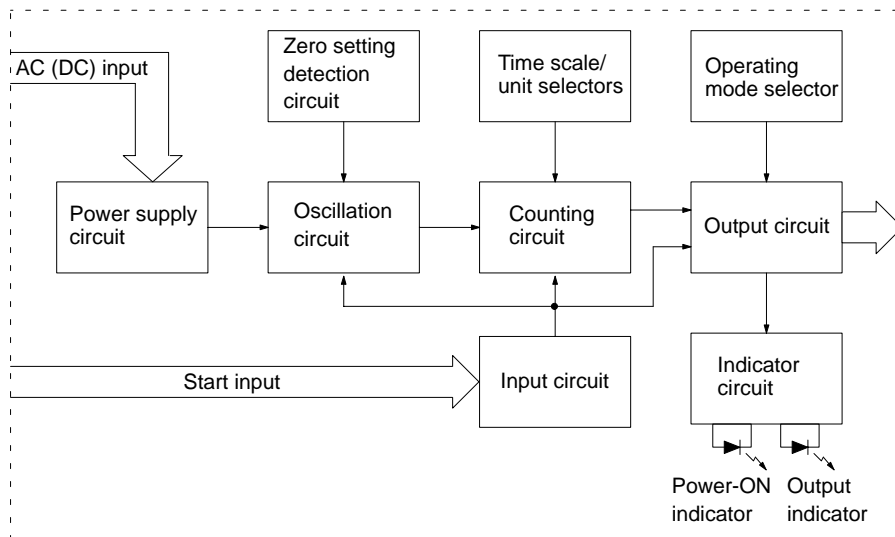 AC (DC) input
Zero setting
detection
circuit
Time scale/
unit selectors
Operating
mode selector
Power supply
circuit
Oscillation
circuit
Counting
circuit
Output circuit
Start input
Input circuit
Indicator
circuit
Power-ON
indicator
Output
indicator